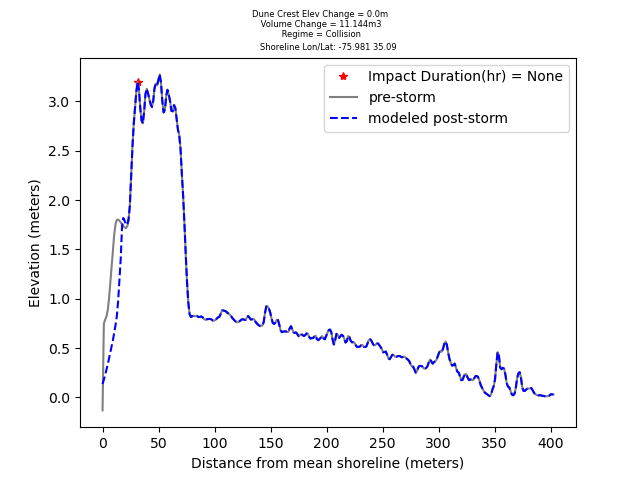 Dune Crest Elev Change = 0.0m
Volume Change = 11.144m3
Regime = Collision
Shoreline Lon/Lat: -75.981 35.09
Impact Duration(hr) = None
pre-storm
modeled post-storm
Elevation (meters)
3.0
2.5
2.0
1.5
1.0
0.5
0.0
0 50 100 150 200 250 300 350 400
Distance from mean shoreline (meters)